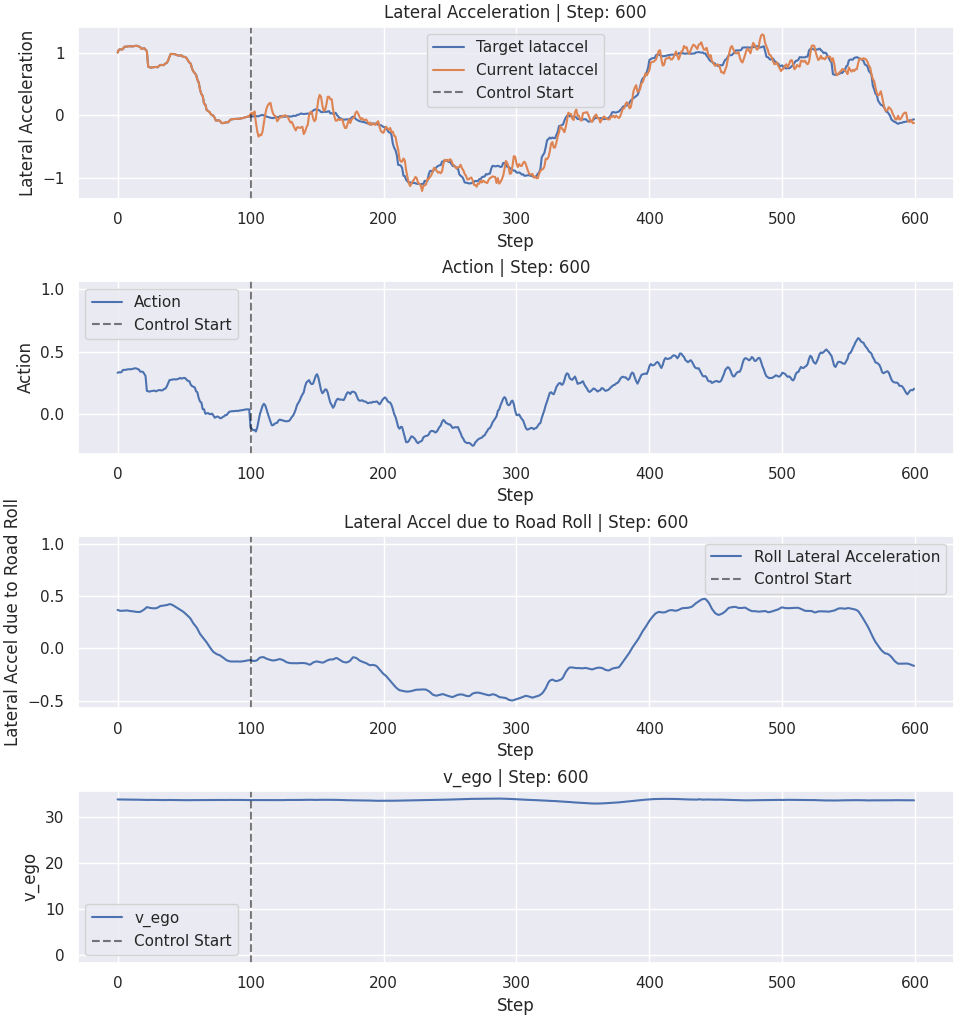 Lateral Acceleration | Step: 600
Lateral Acceleration
1
0
−1
Target lataccel
Current lataccel
Control Start
0 100 200 300 400 500 600
Step
Action | Step: 600
Action
1.0
0.5
0.0
Action
Control Start
0 100 200 300 400 500 600
Step
Lateral Accel due to Road Roll | Step: 600
Lateral Accel due to Road Roll
1.0
0.5
0.0
−0.5
Roll Lateral Acceleration
Control Start
0 100 200 300 400 500 600
Step
v_ego | Step: 600
v_ego
30
20
10
0
v_ego
Control Start
0 100 200 300 400 500 600
Step